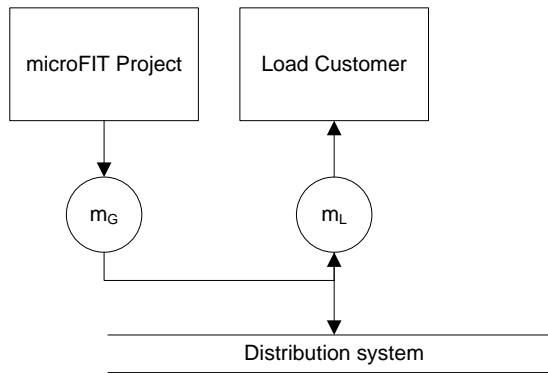 microFIT Project
Load Customer
mG
mL
Distribution system